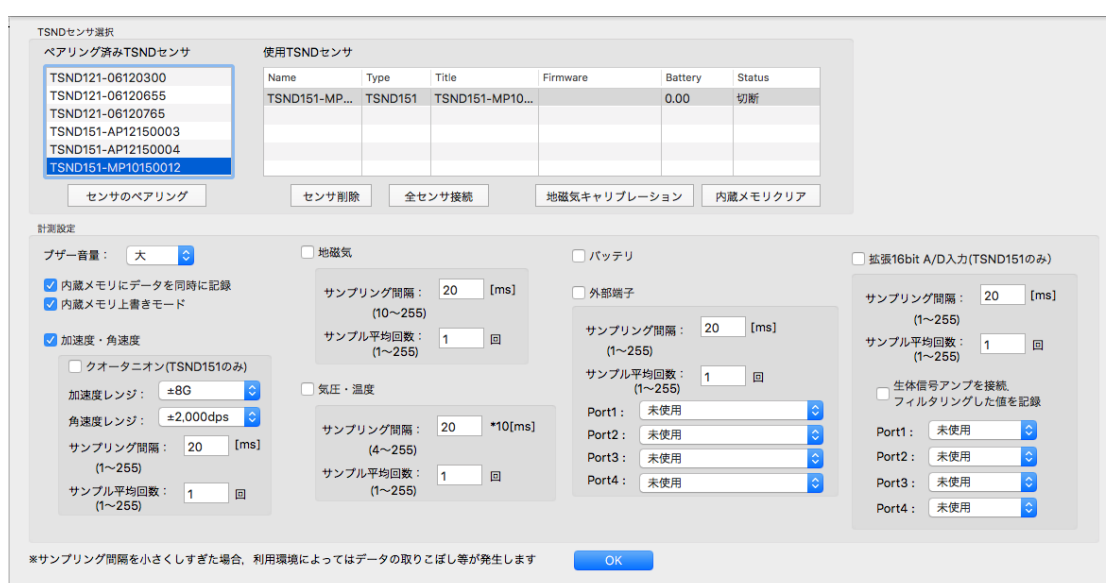 TSNDセンサ選択
ペアリング済みTSNDセンサ
TSND121-06120300
TSND121-06120655
TSND121-06120765
TSND151-AP12150003
TSND151-AP12150004
TSND151-MP10150012
センサのペアリング
使用TSNDセンサ
Name Type Title Firmware Battery Status
TSND151-MP... TSND151 TSND151-MP10... 0.00 切断
センサ削除 全センサ接続 地磁気キャリブレーション 内蔵メモリクリア
計測設定
ブザー音量： 大
内蔵メモリにデータを同時に記録
内蔵メモリ上書きモード
加速度・角速度
クオータニオン(TSND151のみ)
加速度レンジ： ±8G
角速度レンジ： ±2,000dps
サンプリング間隔： 20 [ms]
(1〜255)
サンプル平均回数： 1 回
(1〜255)
地磁気
サンプリング間隔： 20 [ms]
(10〜255)
サンプル平均回数： 1 回
(1〜255)
気圧・温度
サンプリング間隔： 20 *10[ms]
(4〜255)
サンプル平均回数： 1 回
(1〜255)
バッテリ
外部端子
サンプリング間隔： 20 [ms]
(1〜255)
サンプル平均回数： 1 回
(1〜255)
Port1： 未使用
Port2： 未使用
Port3： 未使用
Port4： 未使用
拡張16bit A/D入力(TSND151のみ)
サンプリング間隔： 20 [ms]
(1〜255)
サンプル平均回数： 1 回
(1〜255)
生体信号アンプを接続,
フィルタリングした値を記録
Port1： 未使用
Port2： 未使用
Port3： 未使用
Port4： 未使用
※サンプリング間隔を小さくしすぎた場合，利用環境によってはデータの取りこぼし等が発生します
OK